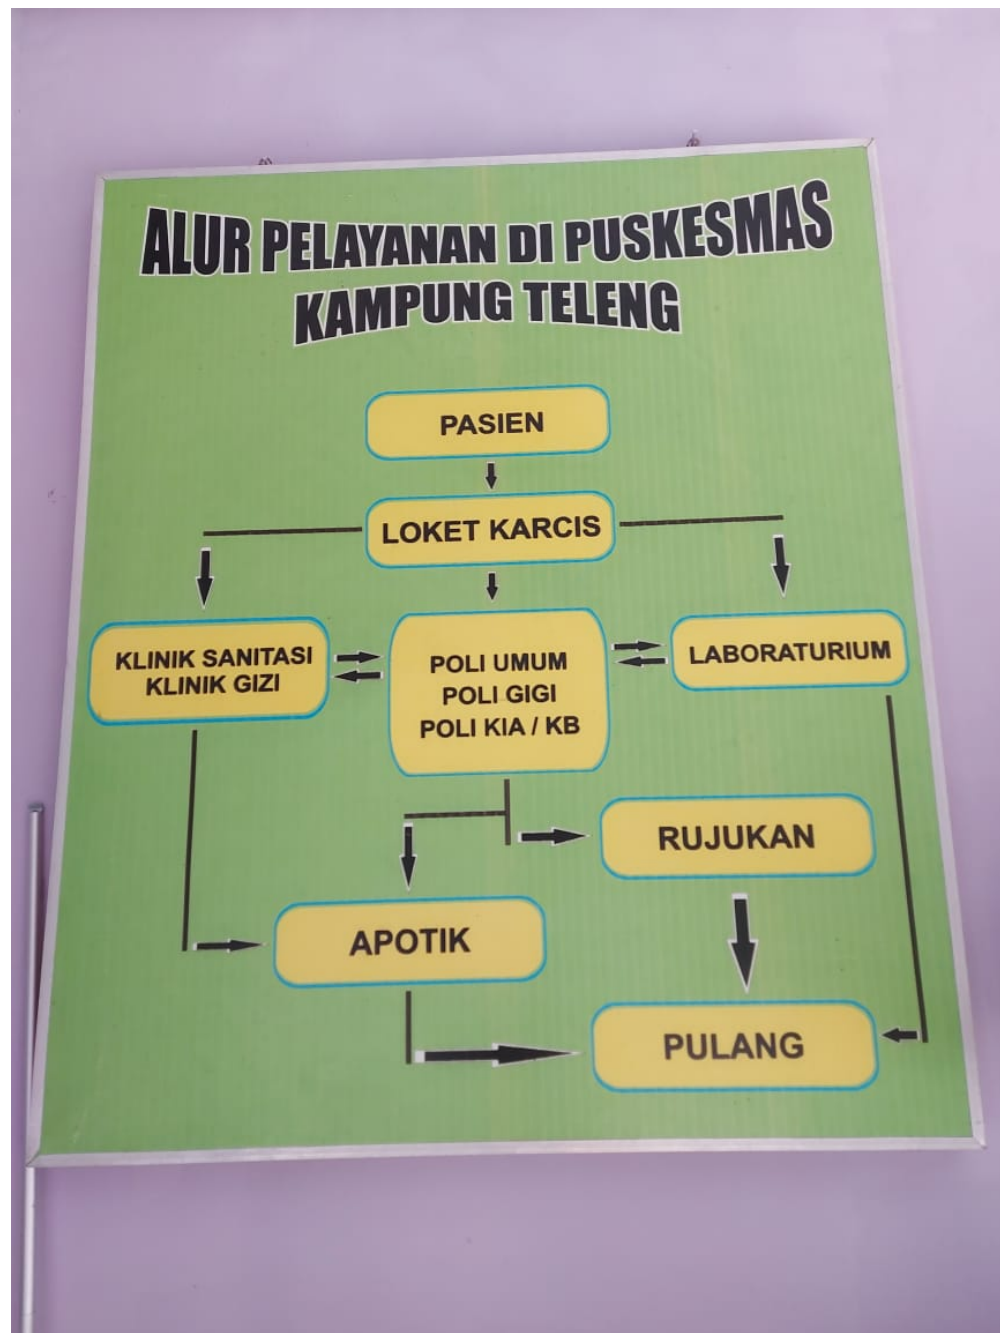 ALUR PELAYANAN DI PUSKESMAS
KAMPUNG TELENG
PASIEN
LOKET KARCIS
KLINIK SANITASI
KLINIK GIZI
POLI UMUM
POLI GIGI
POLI KIA / KB
LABORATURIUM
RUJUKAN
APOTIK
PULANG